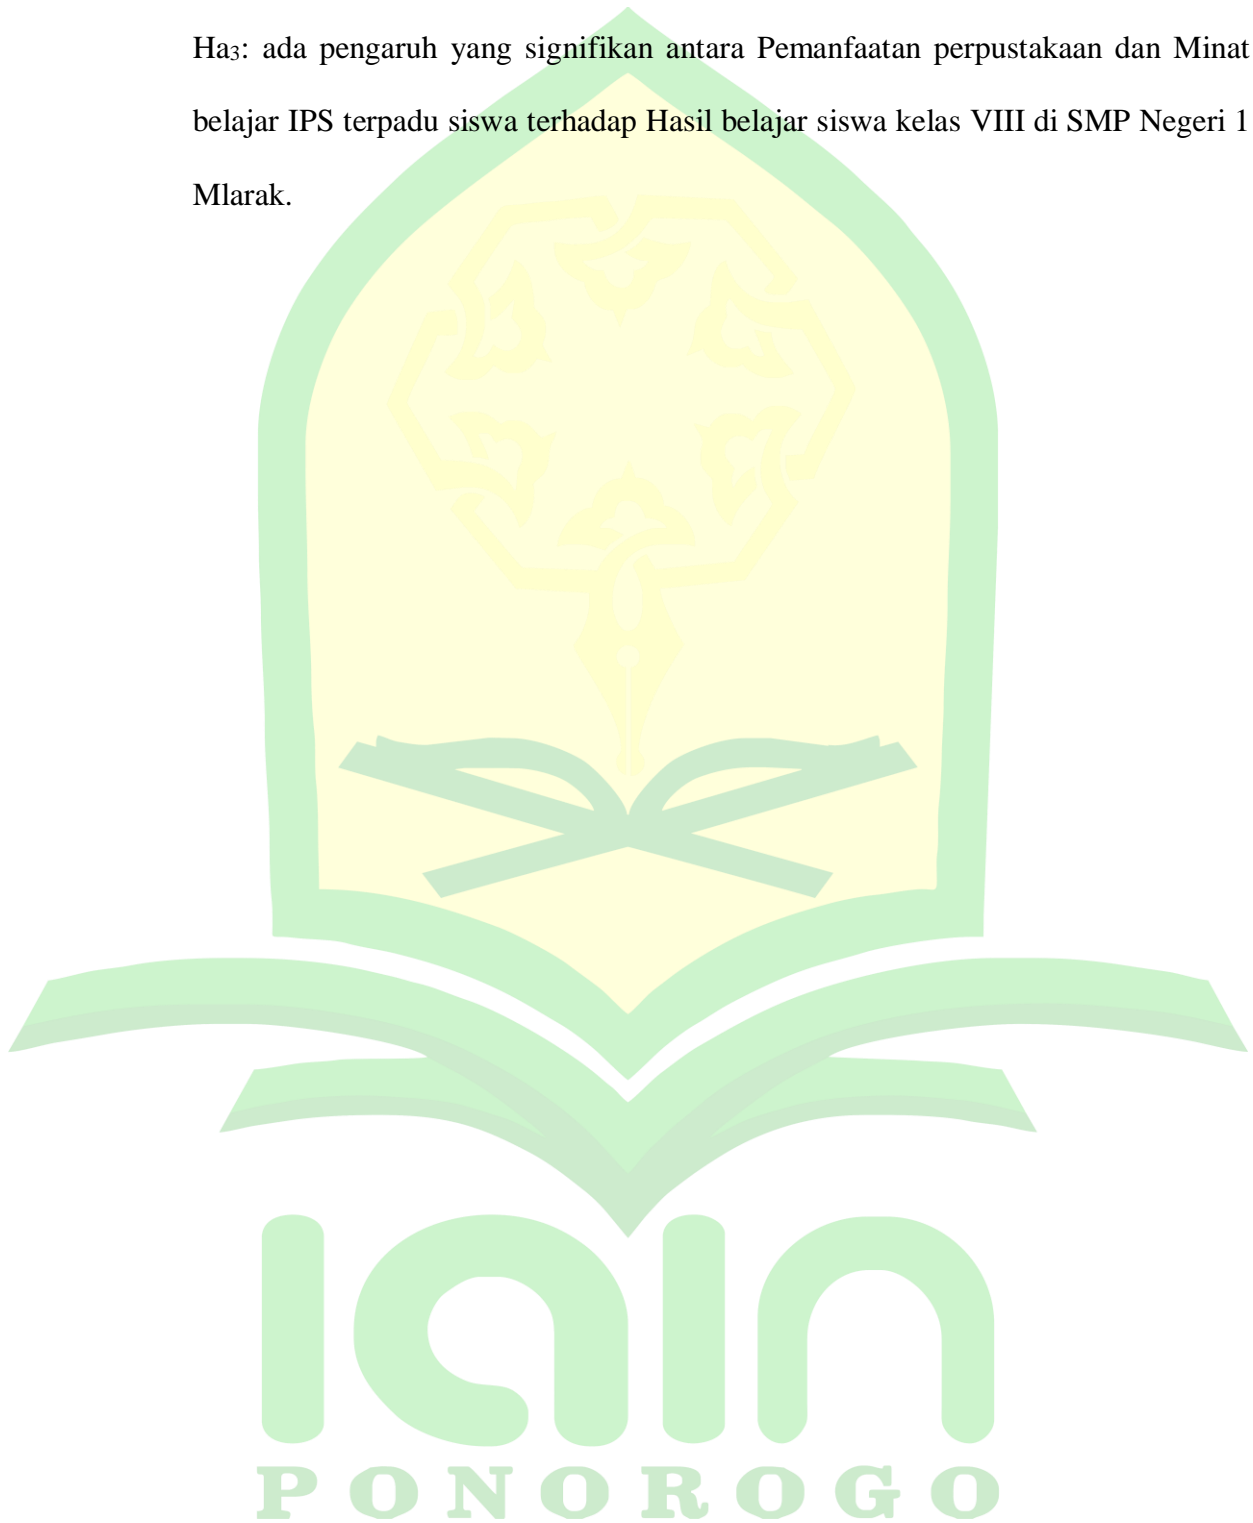 Ha₃: ada pengaruh yang signifikan antara Pemanfaatan perpustakaan dan Minat
belajar IPS terpadu siswa terhadap Hasil belajar siswa kelas VIII di SMP Negeri 1
Mlarak.
iain
PONOROGO